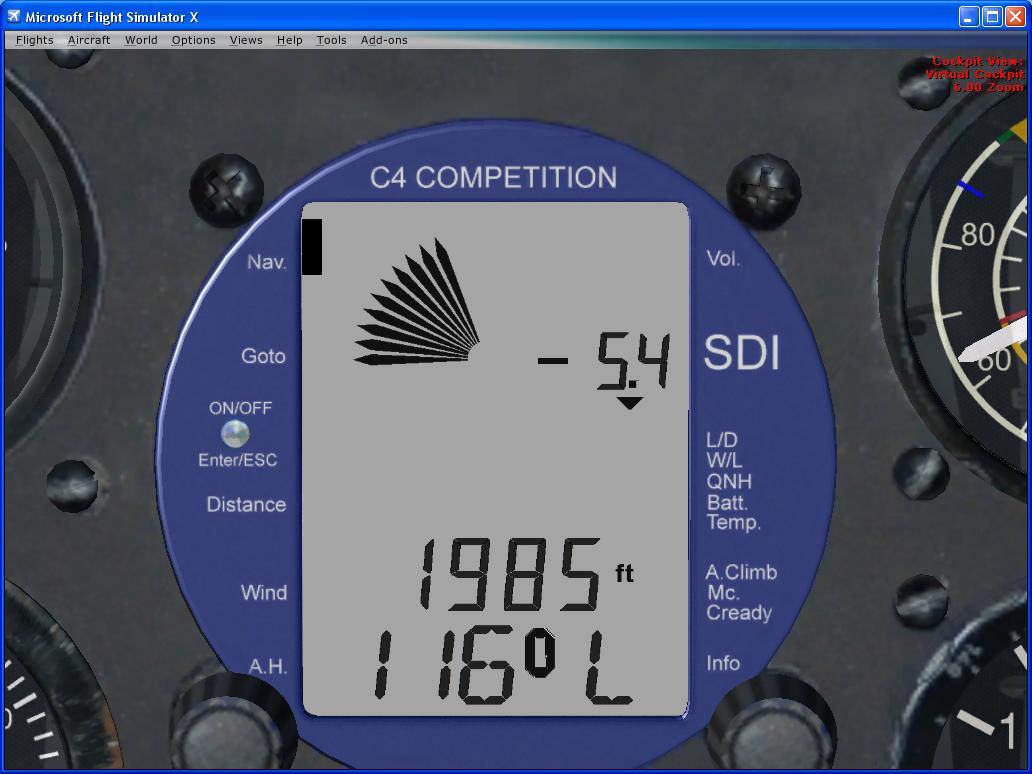 Microsoft Flight Simulator X
Flights Aircraft World Options Views Help Tools Add-ons
Cockpit View:
Virtual Cockpit
6.00 Zoom
C4 COMPETITION
Nav.
Vol.
80
Goto
- 5.4
SDI
60
ON/OFF
Enter/ESC
L/D
W/L
QNH
Batt.
Temp.
Distance
1985 ft
A.Climb
Mc.
Cready
Wind
A.H.
116° L
Info
1